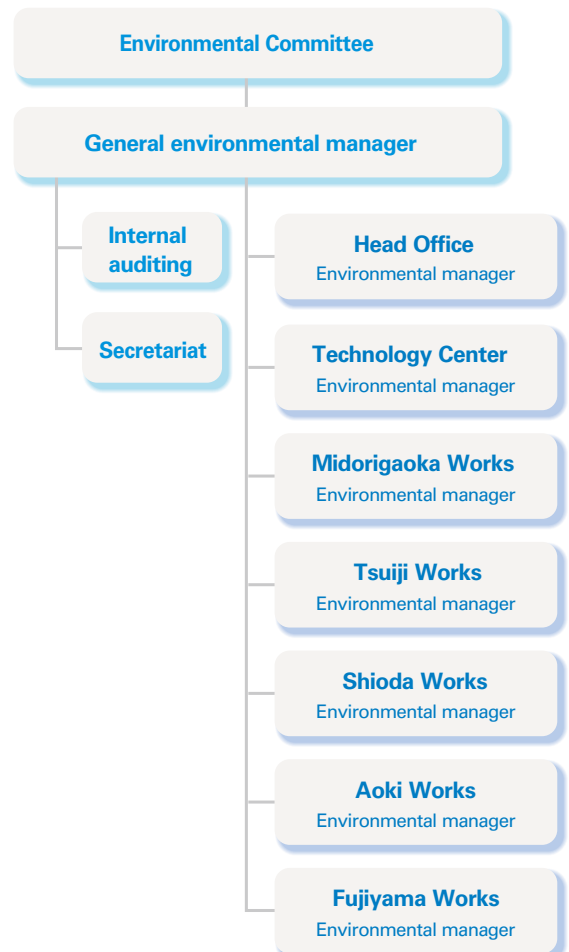 Environmental Committee
General environmental manager
Internal
auditing
Secretariat
Head Office
Environmental manager
Technology Center
Environmental manager
Midorigaoka Works
Environmental manager
Tsuiji Works
Environmental manager
Shioda Works
Environmental manager
Aoki Works
Environmental manager
Fujiyama Works
Environmental manager